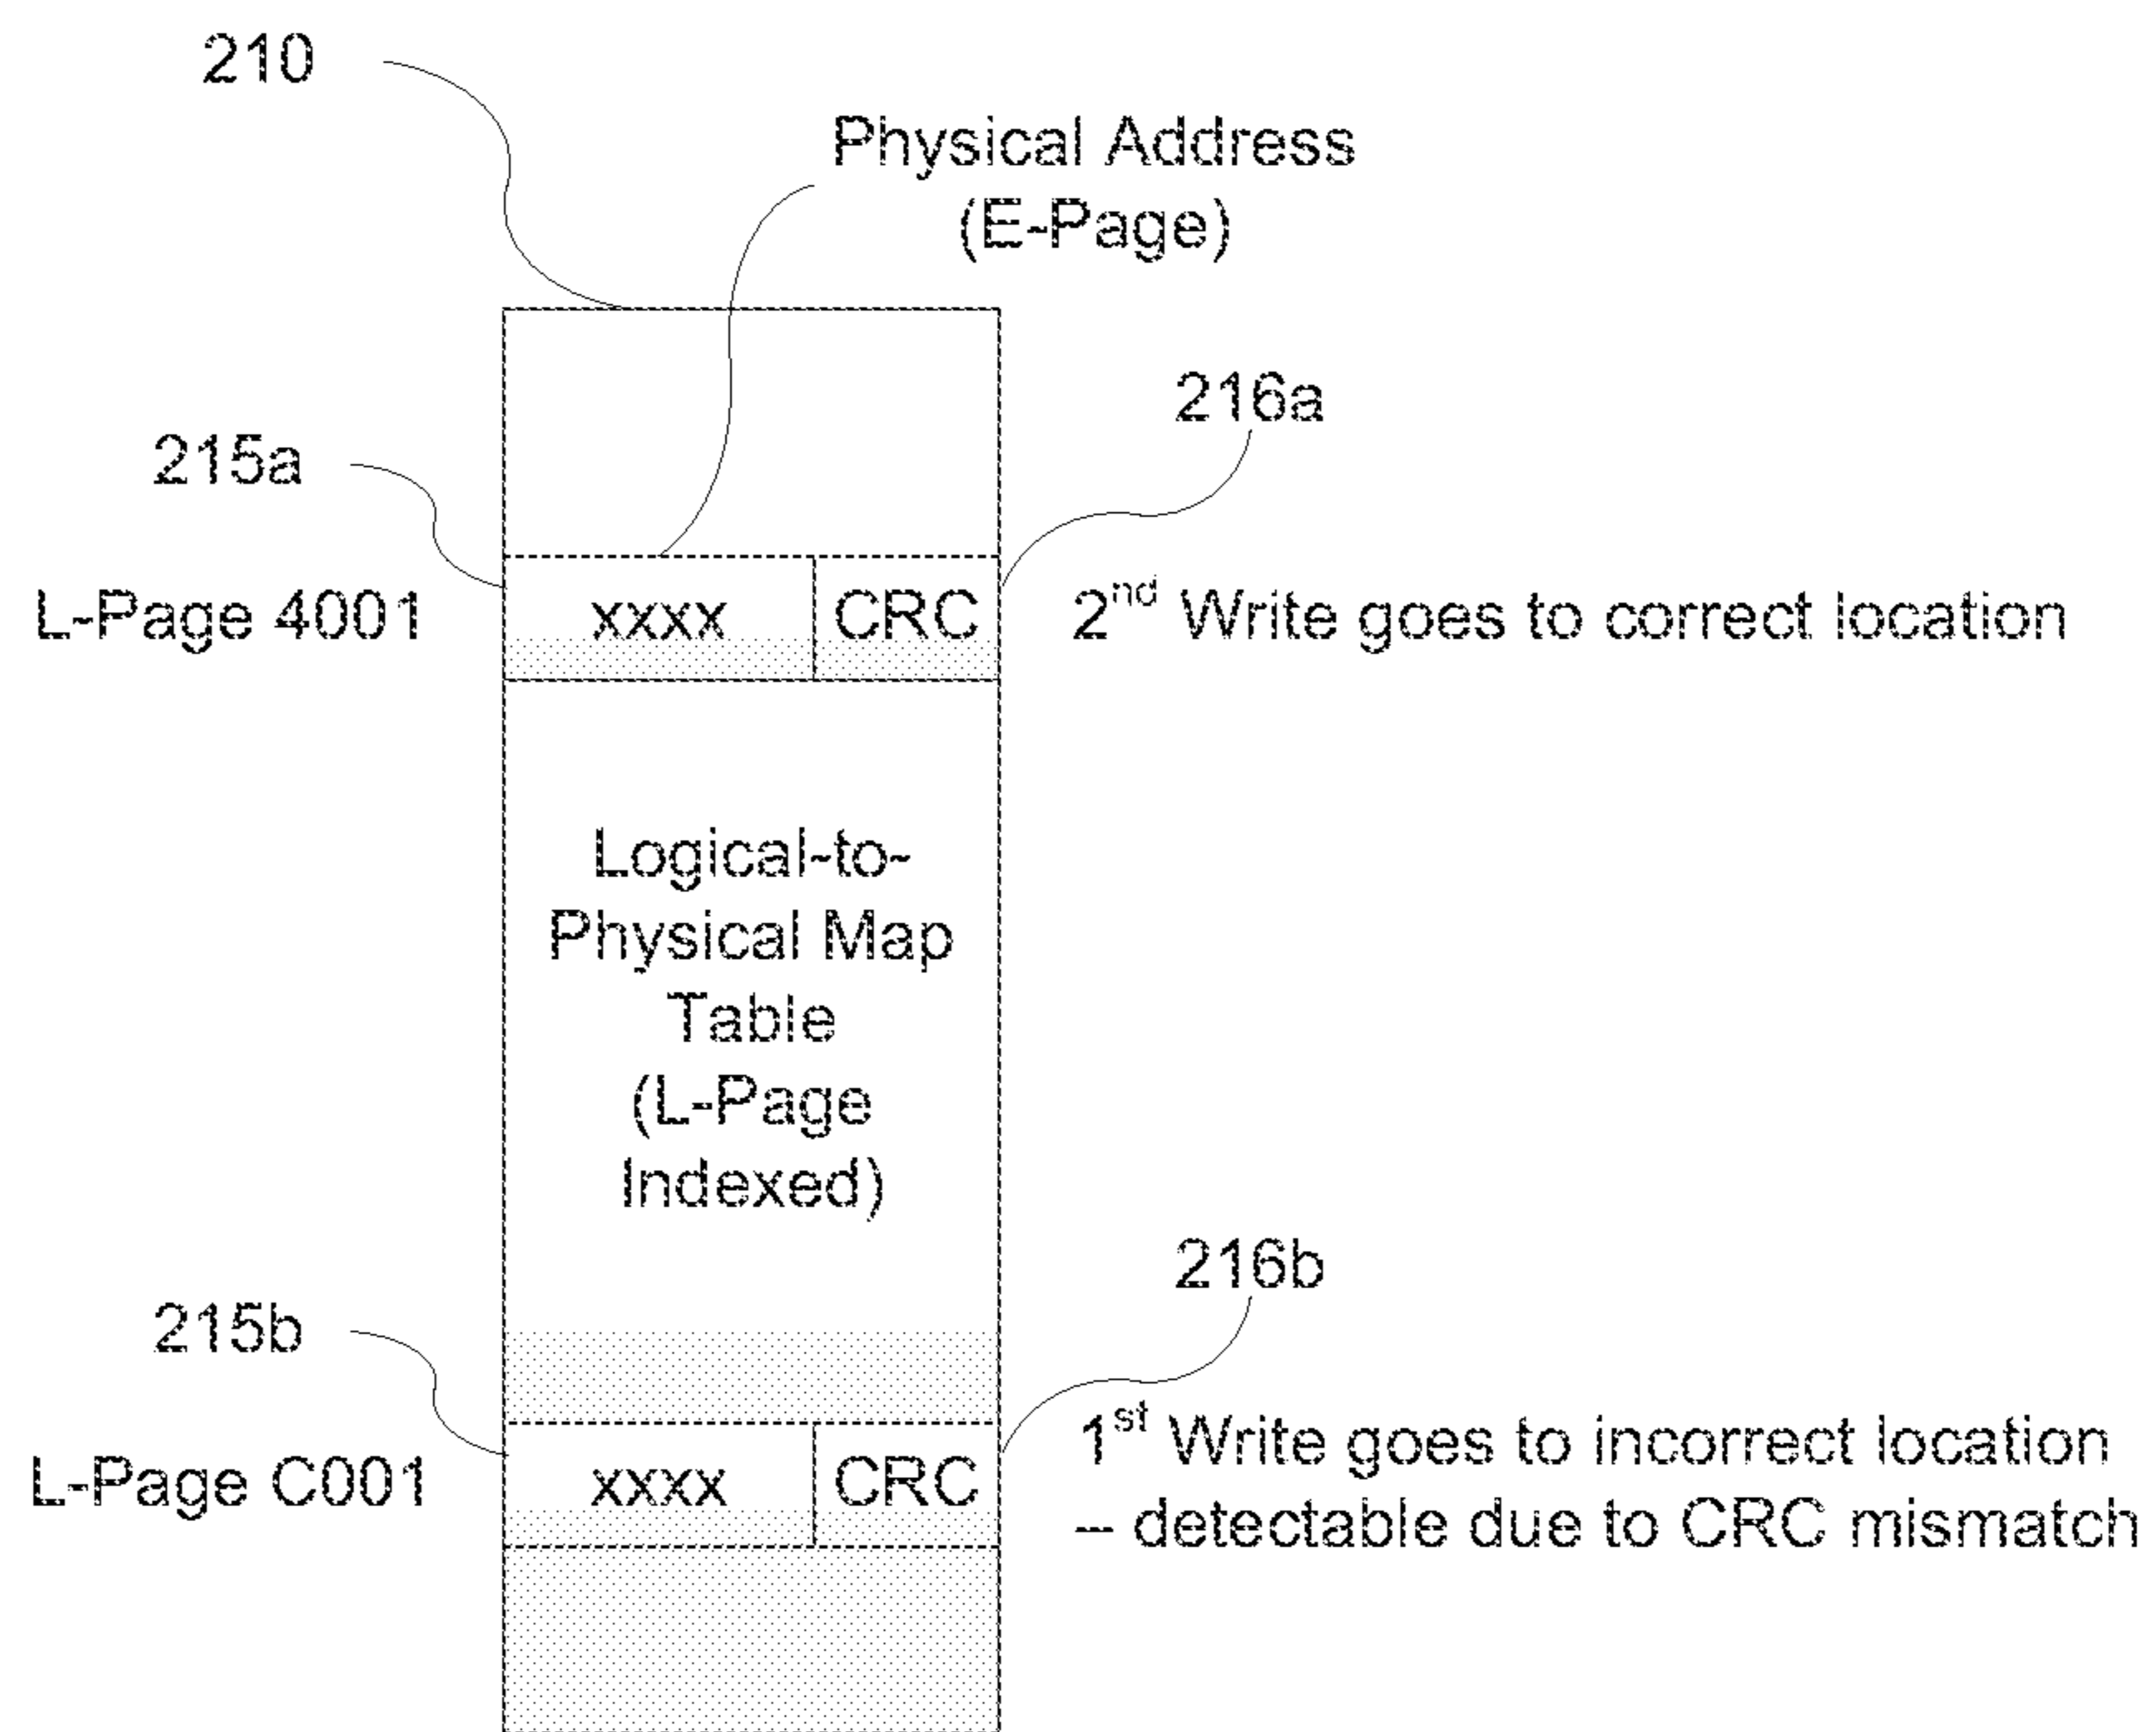 210
Physical Address
(E-Page)
216a
215a
L-Page 4001
xxxx
CRC
2nd Write goes to correct location
Logical-to-
Physical Map
Table
(L-Page
Indexed)
216b
215b
1st Write goes to incorrect location
L-Page C001
xxxx
CRC
-- detectable due to CRC mismatch